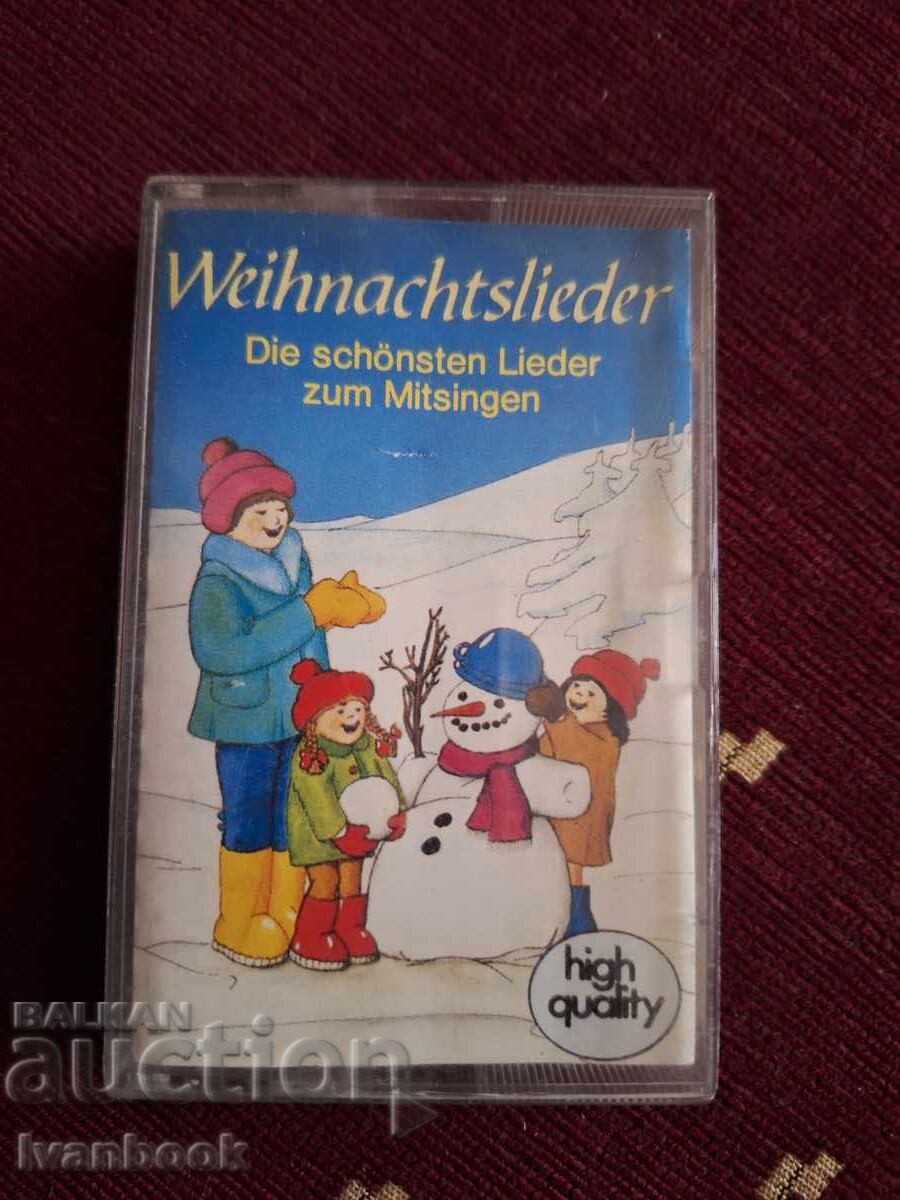 Weihnachtslieder
Die schönsten Lieder
zum Mitsingen
high
quality
BALKAN
auction
Ivanbook